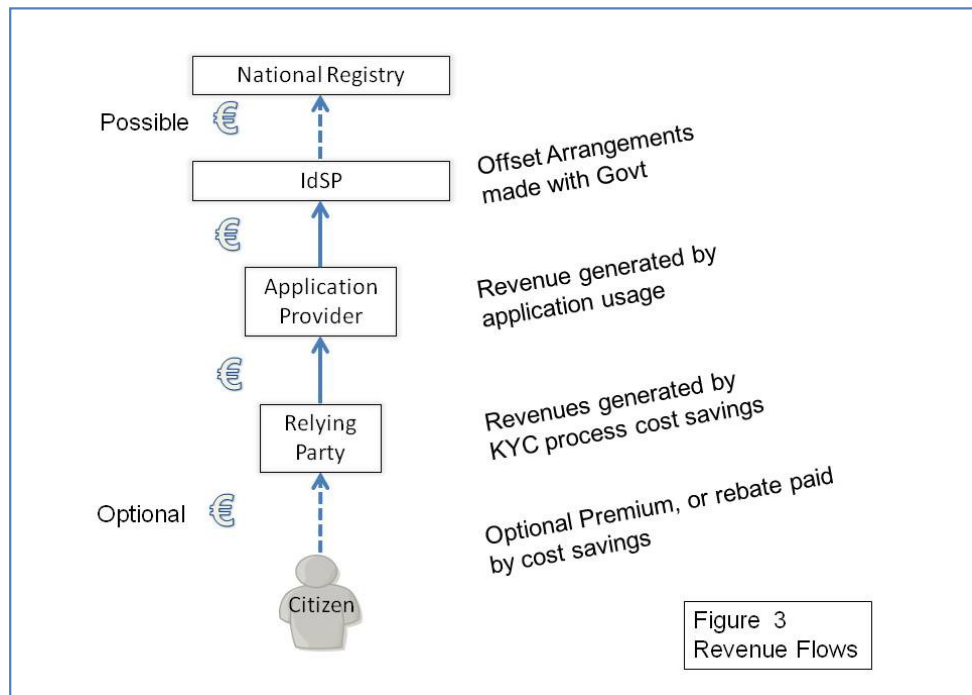 National Registry
Possible €
Offset Arrangements
made with Govt
IdSP
€
Revenue generated by
application usage
Application
Provider
€
Revenues generated by
KYC process cost savings
Relying
Party
Optional €
Optional Premium, or rebate paid
by cost savings
Citizen
Figure 3
Revenue Flows